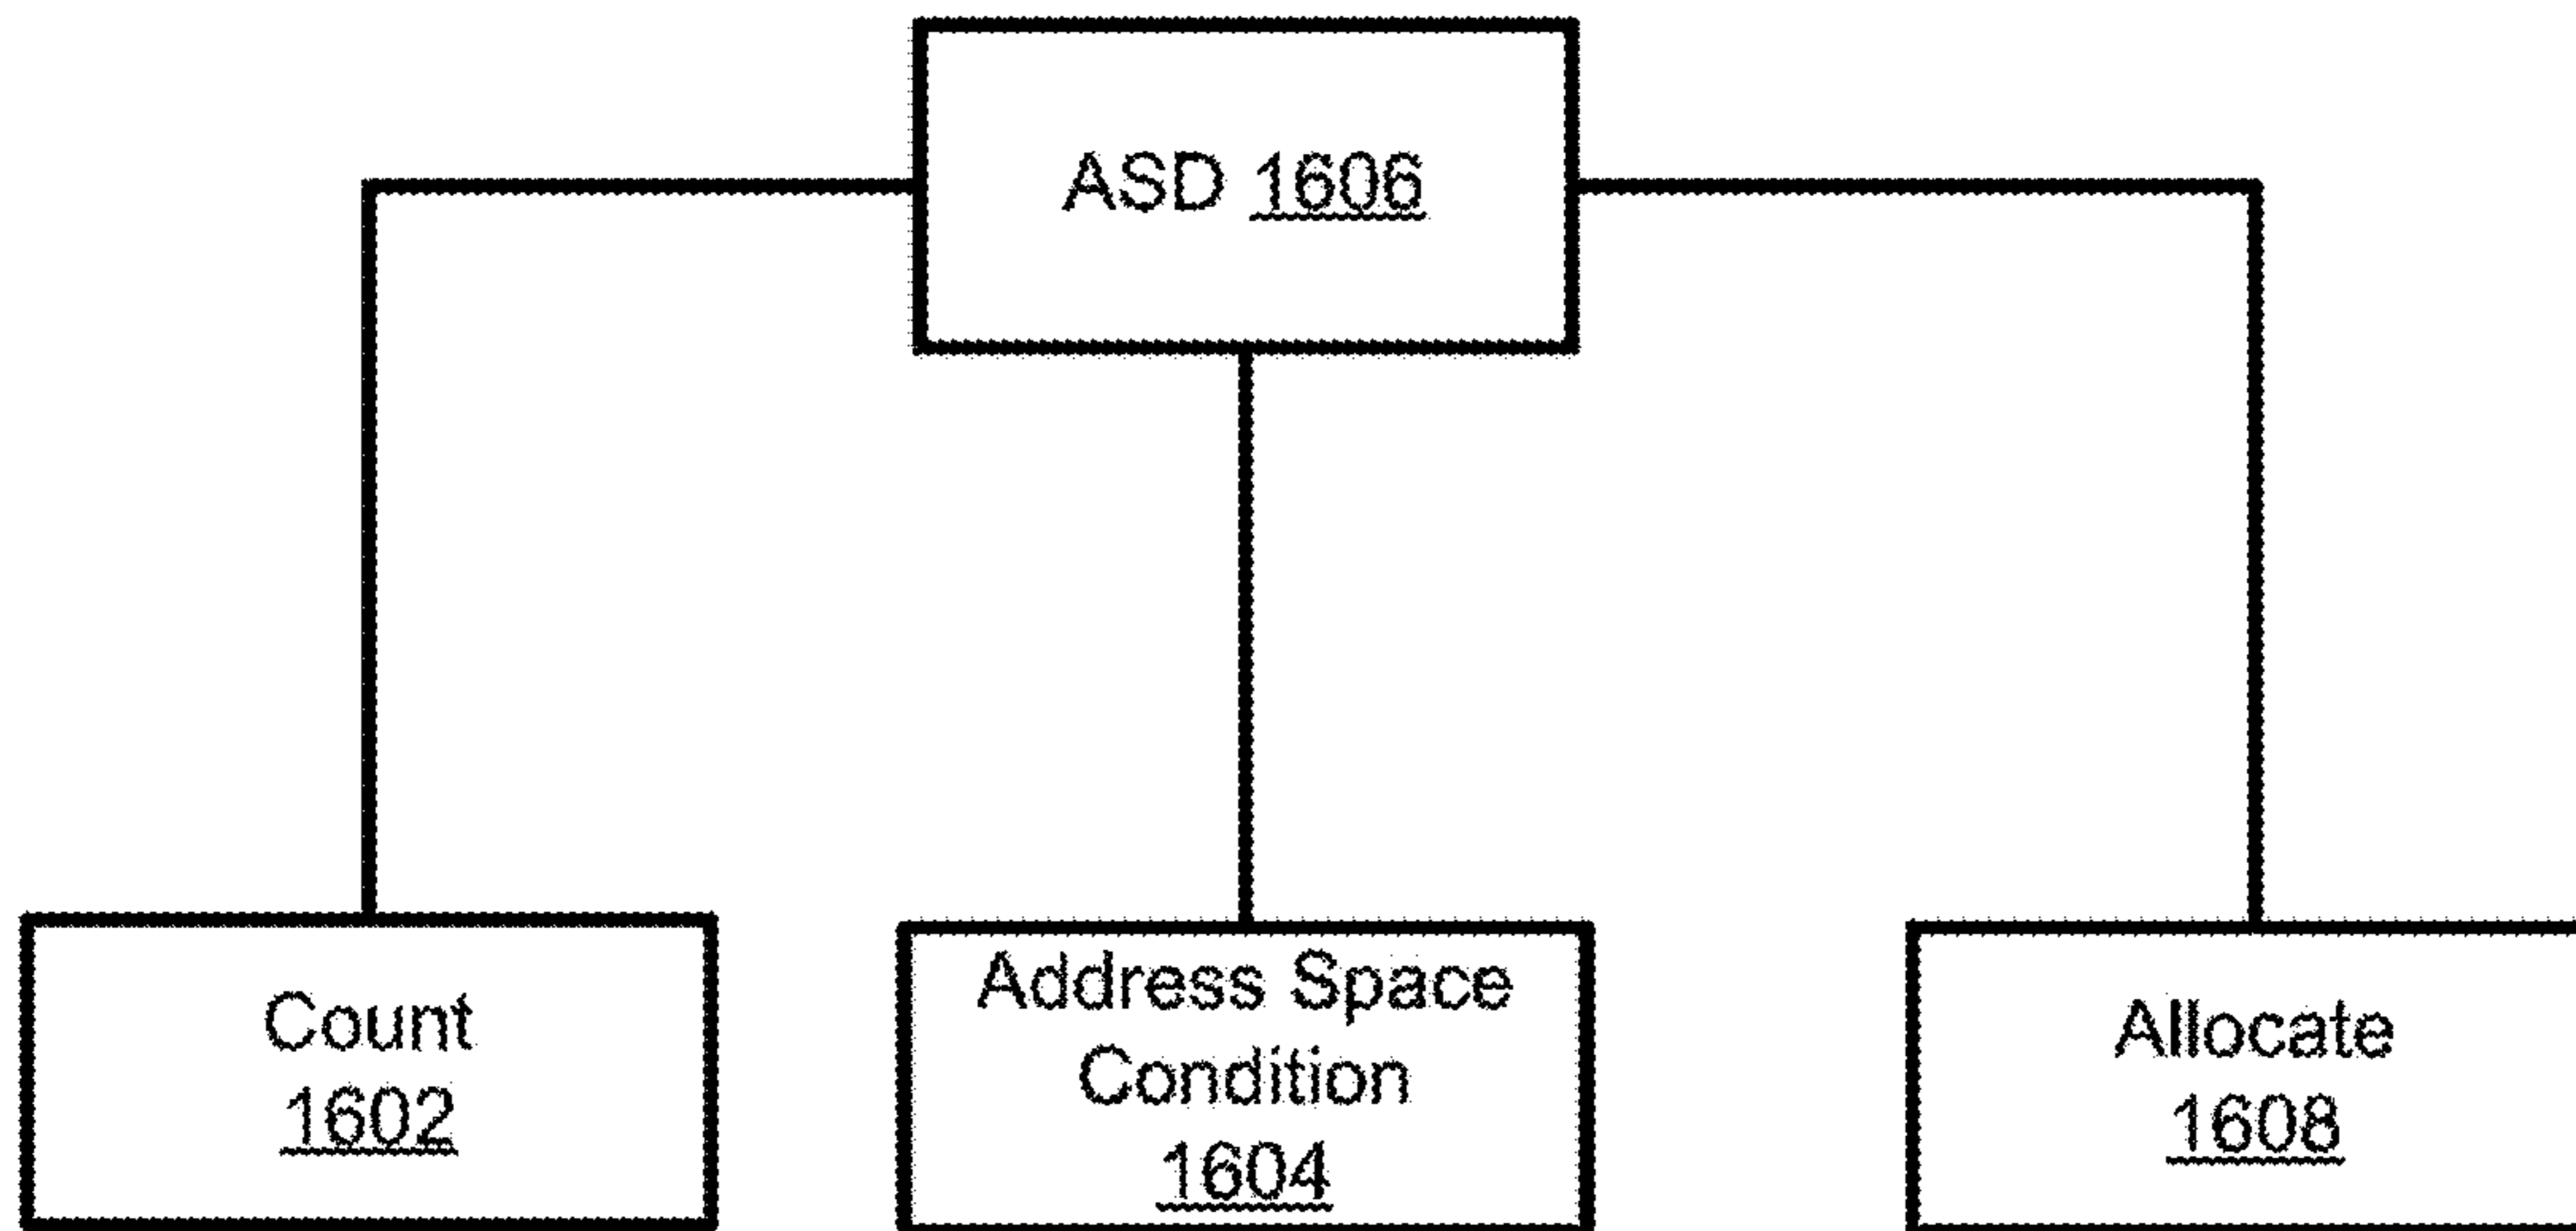 ASD 1606
Count
1602
Address Space
Condition
1604
Allocate
1608